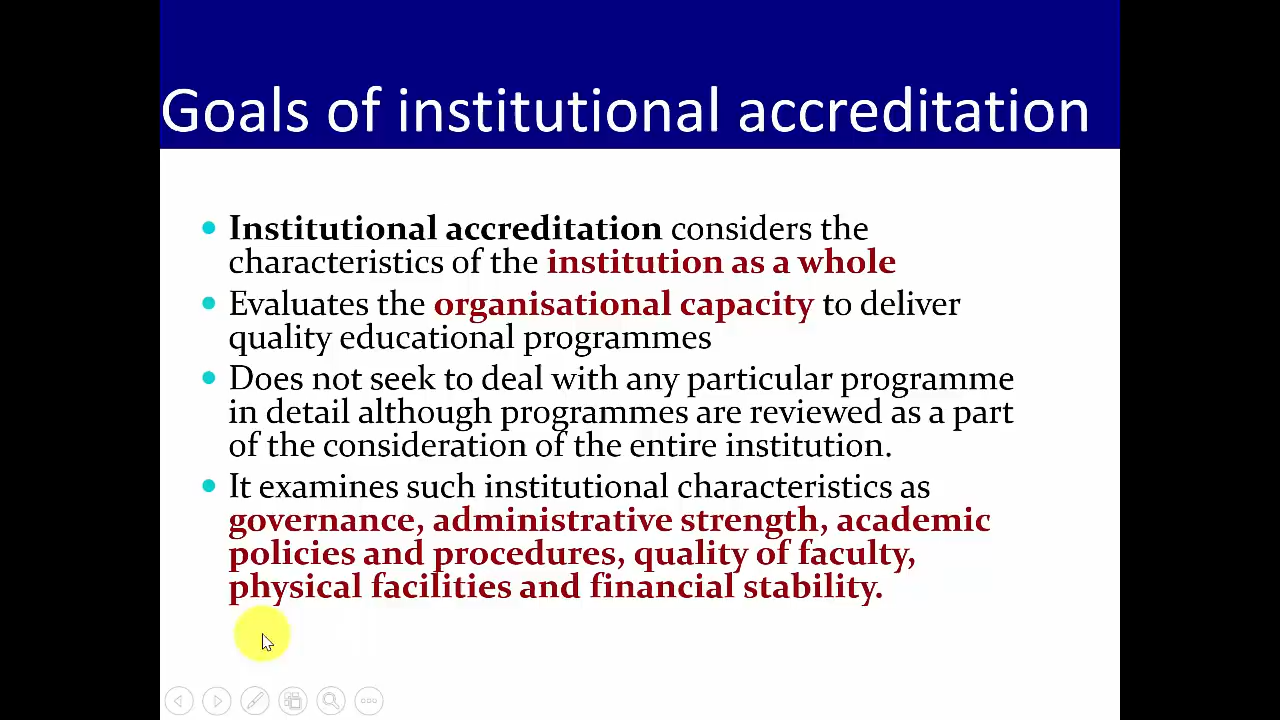 Goals of institutional accreditation
• Institutional accreditation considers the
characteristics of the institution as a whole
• Evaluates the organisational capacity to deliver
quality educational programmes
• Does not seek to deal with any particular programme
in detail although programmes are reviewed as a part
of the consideration of the entire institution.
• It examines such institutional characteristics as
governance, administrative strength, academic
policies and procedures, quality of faculty,
physical facilities and financial stability.